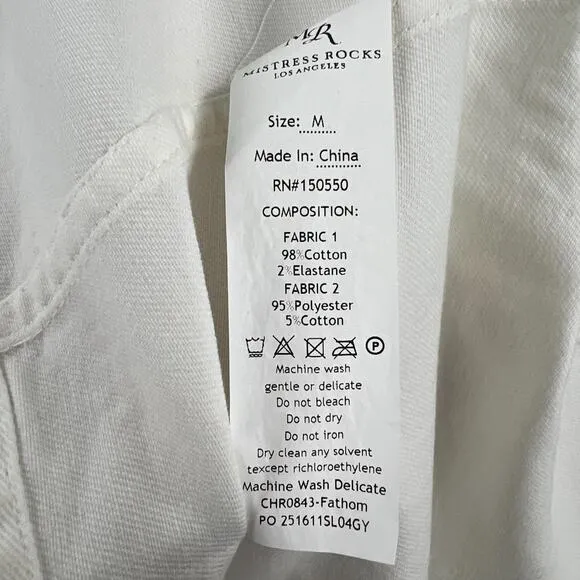 MR
MISTRESS ROCKS
LOS ANGELES
Size: M
Made In: China
RN#150550
COMPOSITION:
FABRIC 1
98%Cotton
2%Elastane
FABRIC 2
95%Polyester
5%Cotton
P
Machine wash
gentle or delicate
Do not bleach
Do not dry
Do not iron
Dry clean any solvent
texcept richloroethylene
Machine Wash Delicate
CHR0843-Fathom
PO 251611SL04GY